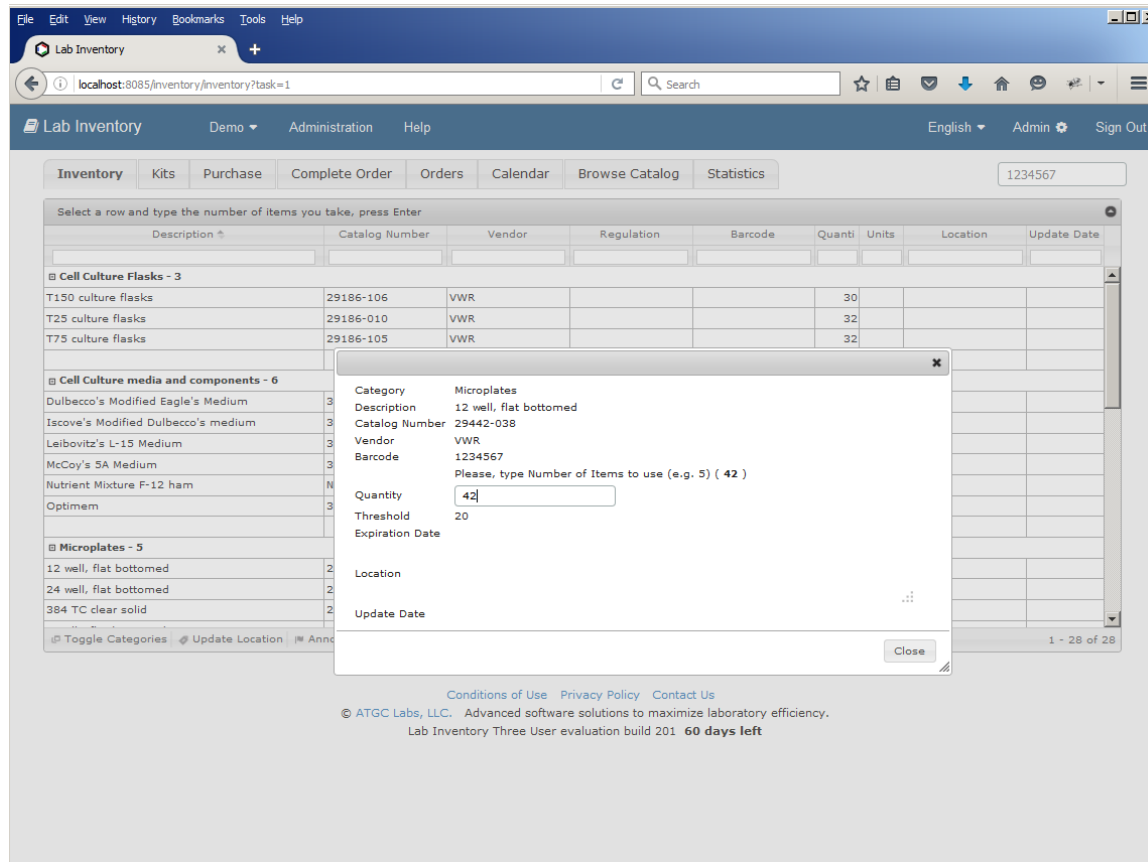 File Edit View History Bookmarks Tools Help
Lab Inventory
localhost:8085/inventory/inventory?task=1 Search
Lab Inventory Demo Administration Help English Admin Sign Out
Inventory Kits Purchase Complete Order Orders Calendar Browse Catalog Statistics 1234567
Select a row and type the number of items you take, press Enter
Description Catalog Number Vendor Regulation Barcode Quanti Units Location Update Date
Cell Culture Flasks - 3
T150 culture flasks 29186-106 VWR 30
T25 culture flasks 29186-010 VWR 32
T75 culture flasks 29186-105 VWR 32
Cell Culture media and components - 6
Dulbecco's Modified Eagle's Medium 3
Iscove's Modified Dulbecco's medium 3
Leibovitz's L-15 Medium 3
McCoy's 5A Medium 3
Nutrient Mixture F-12 ham N
Optimem 3
Microplates - 5
12 well, flat bottomed 2
24 well, flat bottomed 2
384 TC clear solid 2
Toggle Categories Update Location Anno 1 - 28 of 28
Category Microplates
Description 12 well, flat bottomed
Catalog Number 29442-038
Vendor VWR
Barcode 1234567
Please, type Number of Items to use (e.g. 5) ( 42 )
Quantity 42
Threshold 20
Expiration Date
Location
Update Date
Close
Conditions of Use Privacy Policy Contact Us
© ATGC Labs, LLC. Advanced software solutions to maximize laboratory efficiency.
Lab Inventory Three User evaluation build 201 60 days left